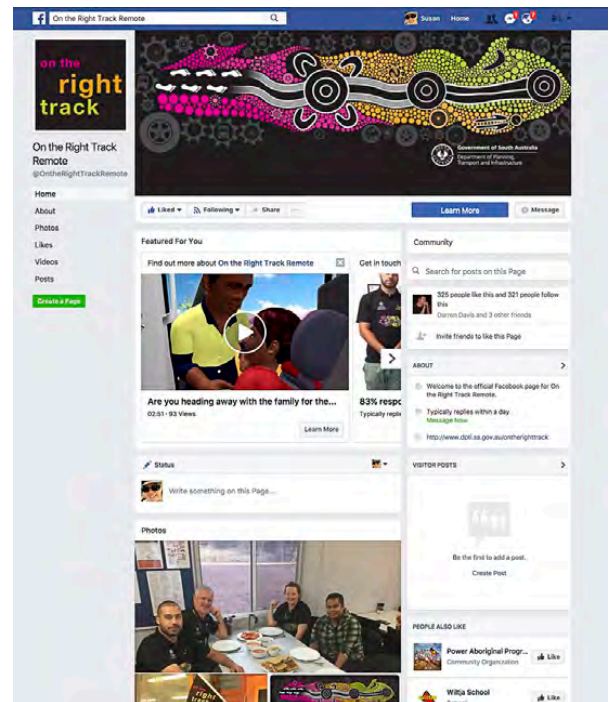 On the Right Track Remote
Susan
Home
on the
right
track
Government of South Australia
Department of Planning,
Transport and Infrastructure
On the Right Track
Remote
@OntheRightTrackRemote
Home
About
Photos
Likes
Videos
Posts
Create a Page
Liked
Following
Share
Learn More
Message
Featured For You
Find out more about On the Right Track Remote
Get in touch
Are you heading away with the family for the...
02:51 · 93 Views
Learn More
83% respo
Typically replie
Status
Write something on this Page...
Photos
right
Community
Search for posts on this Page
325 people like this and 321 people follow
this
Darren Davis and 3 other friends
Invite friends to like this Page
ABOUT
Welcome to the official Facebook page for On
the Right Track Remote.
Typically replies within a day
Message Now
http://www.dpti.sa.gov.au/ontherighttrack
VISITOR POSTS
Be the first to add a post.
Create Post
PEOPLE ALSO LIKE
Power Aboriginal Progr...
Community Organization
Like
Wiltja School
Like